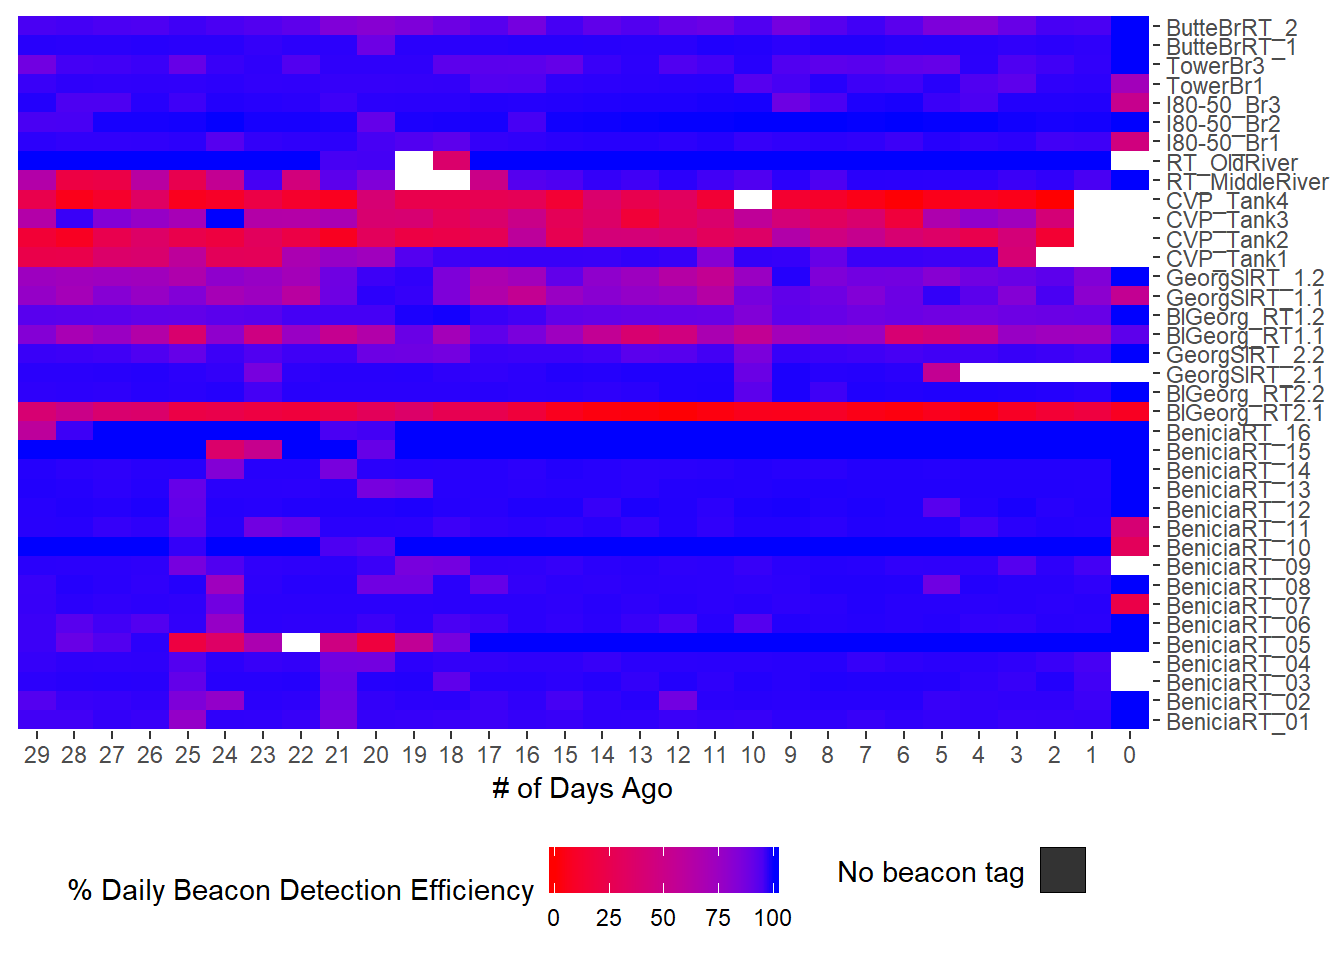 ButteBrRT_2
ButteBrRT_1
TowerBr3
TowerBr1
I80-50_Br3
I80-50_Br2
I80-50_Br1
RT_OldRiver
RT_MiddleRiver
CVP_Tank4
CVP_Tank3
CVP_Tank2
CVP_Tank1
GeorgSlRT_1.2
GeorgSlRT_1.1
BlGeorg_RT1.2
BlGeorg_RT1.1
GeorgSlRT_2.2
GeorgSlRT_2.1
BlGeorg_RT2.2
BlGeorg_RT2.1
BeniciaRT_16
BeniciaRT_15
BeniciaRT_14
BeniciaRT_13
BeniciaRT_12
BeniciaRT_11
BeniciaRT_10
BeniciaRT_09
BeniciaRT_08
BeniciaRT_07
BeniciaRT_06
BeniciaRT_05
BeniciaRT_04
BeniciaRT_03
BeniciaRT_02
BeniciaRT_01
29 28 27 26 25 24 23 22 21 20 19 18 17 16 15 14 13 12 11 10 9 8 7 6 5 4 3 2 1 0
# of Days Ago
% Daily Beacon Detection Efficiency
0 25 50 75 100
No beacon tag